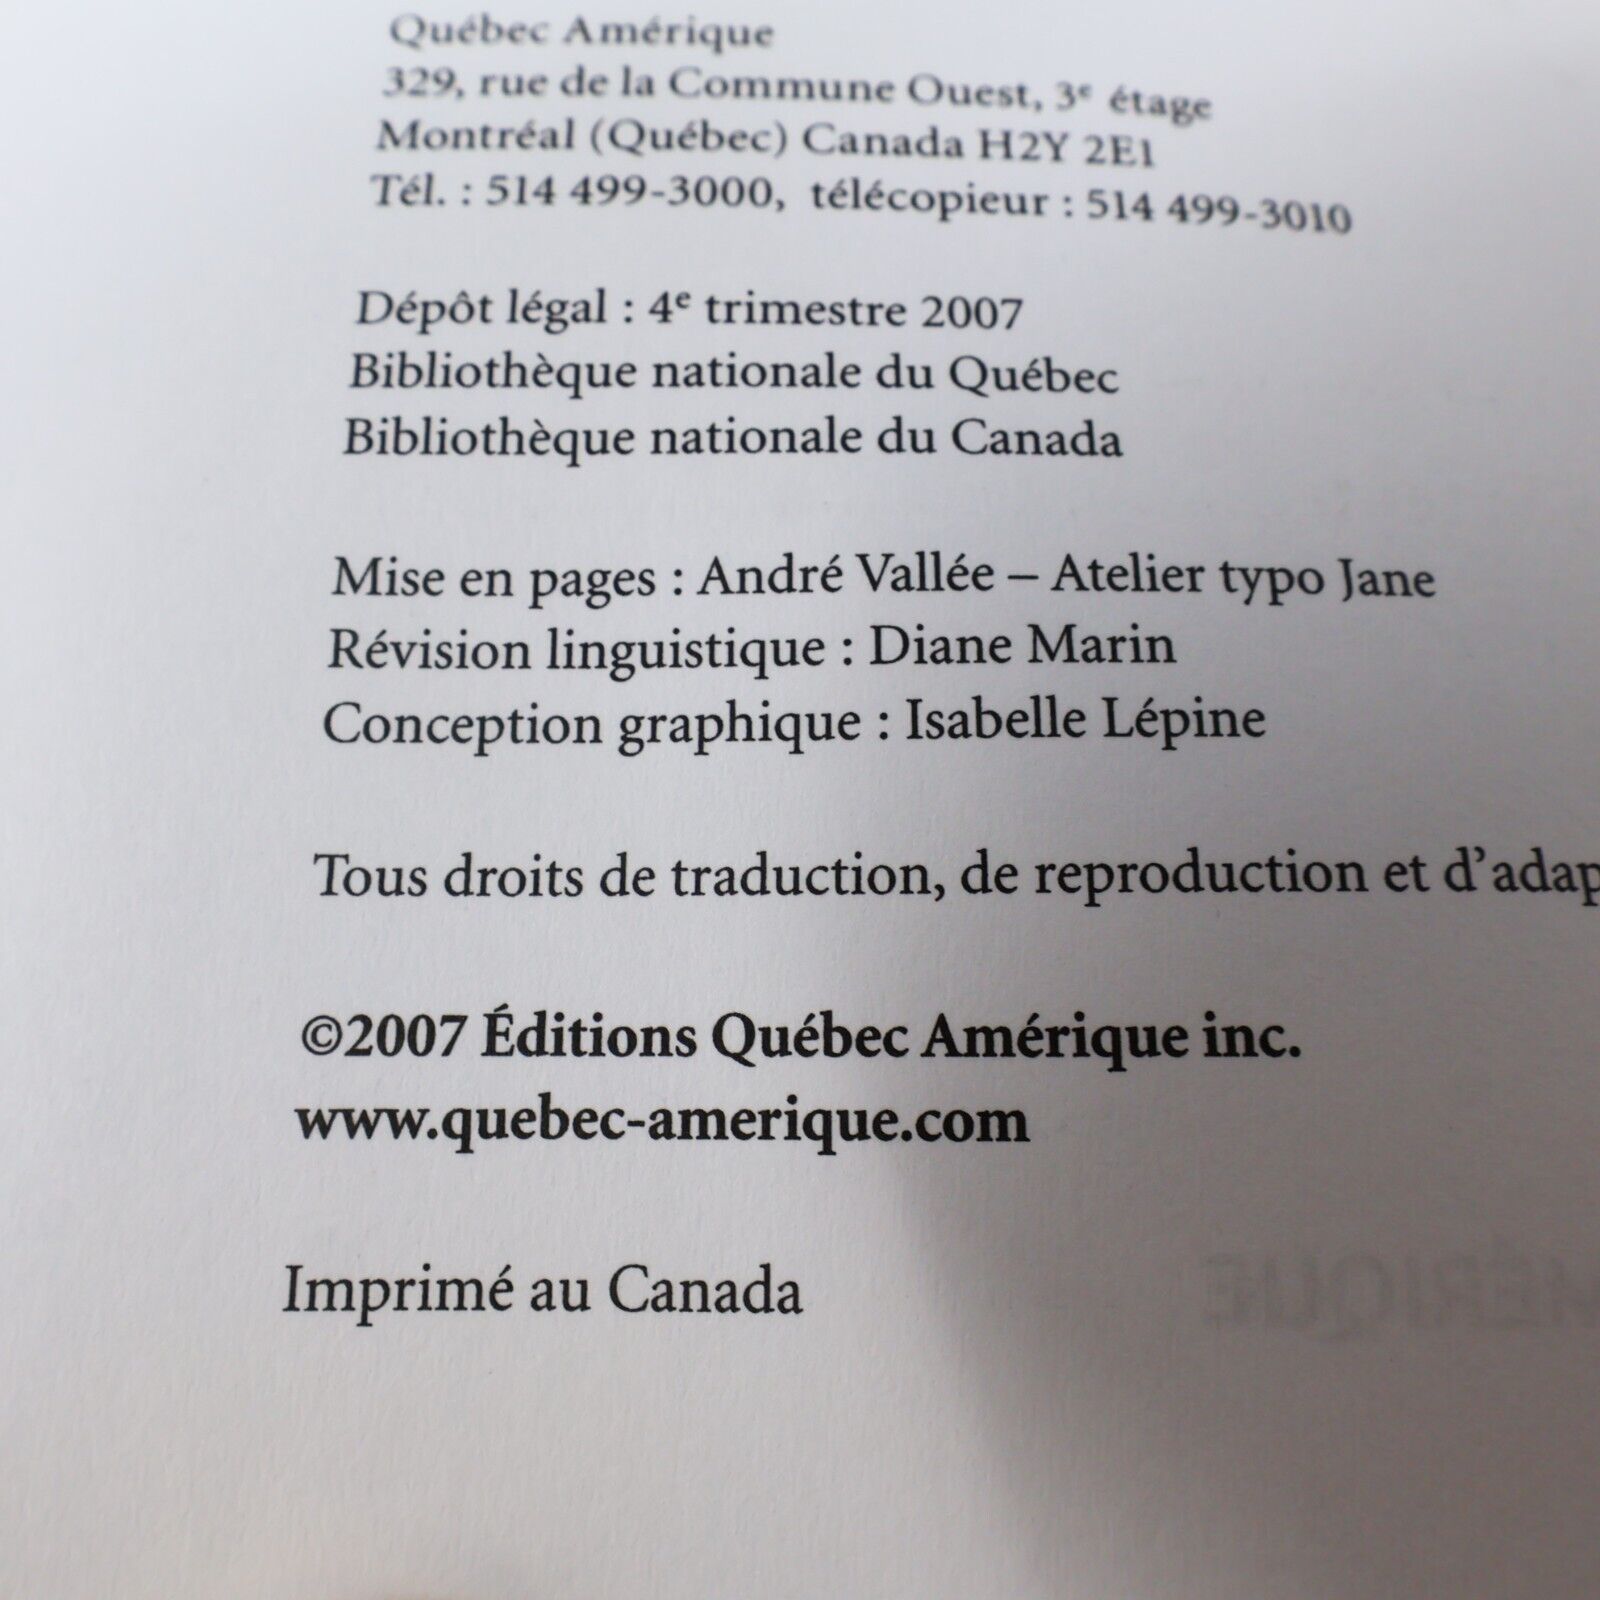 Québec Amérique
329, rue de la Commune Ouest, 3e étage
Montréal (Québec) Canada H2Y 2E1
Tél. : 514 499-3000, télécopieur : 514 499-3010
Dépôt légal : 4e trimestre 2007
Bibliothèque nationale du Québec
Bibliothèque nationale du Canada
Mise en pages : André Vallée – Atelier typo Jane
Révision linguistique : Diane Marin
Conception graphique : Isabelle Lépine
Tous droits de traduction, de reproduction et d'adap
©2007 Éditions Québec Amérique inc.
www.quebec-amerique.com
Imprimé au Canada